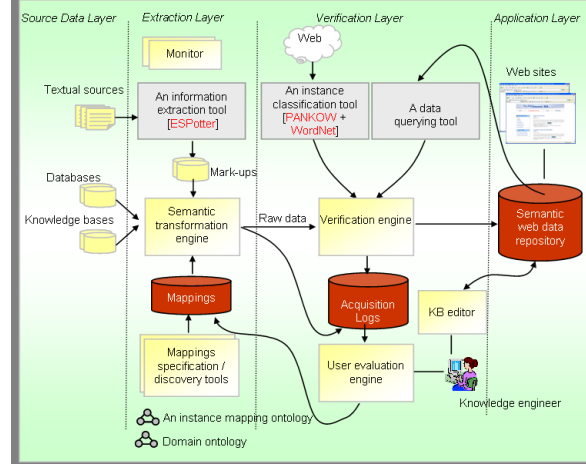 Source Data Layer
Extraction Layer
Verification Layer
Application Layer
Monitor
Web
Web sites
Textual sources
An information
extraction tool
[ESPotter]
An instance
classification tool
[PANKOW +
WordNet]
A data
querying tool
Mark-ups
Databases
Knowledge bases
Semantic
transformation
engine
Raw data
Verification engine
Semantic
web data
repository
Mappings
Acquisition
Logs
KB editor
Mappings
specification /
discovery tools
User evaluation
engine
Knowledge engineer
An instance mapping ontology
Domain ontology